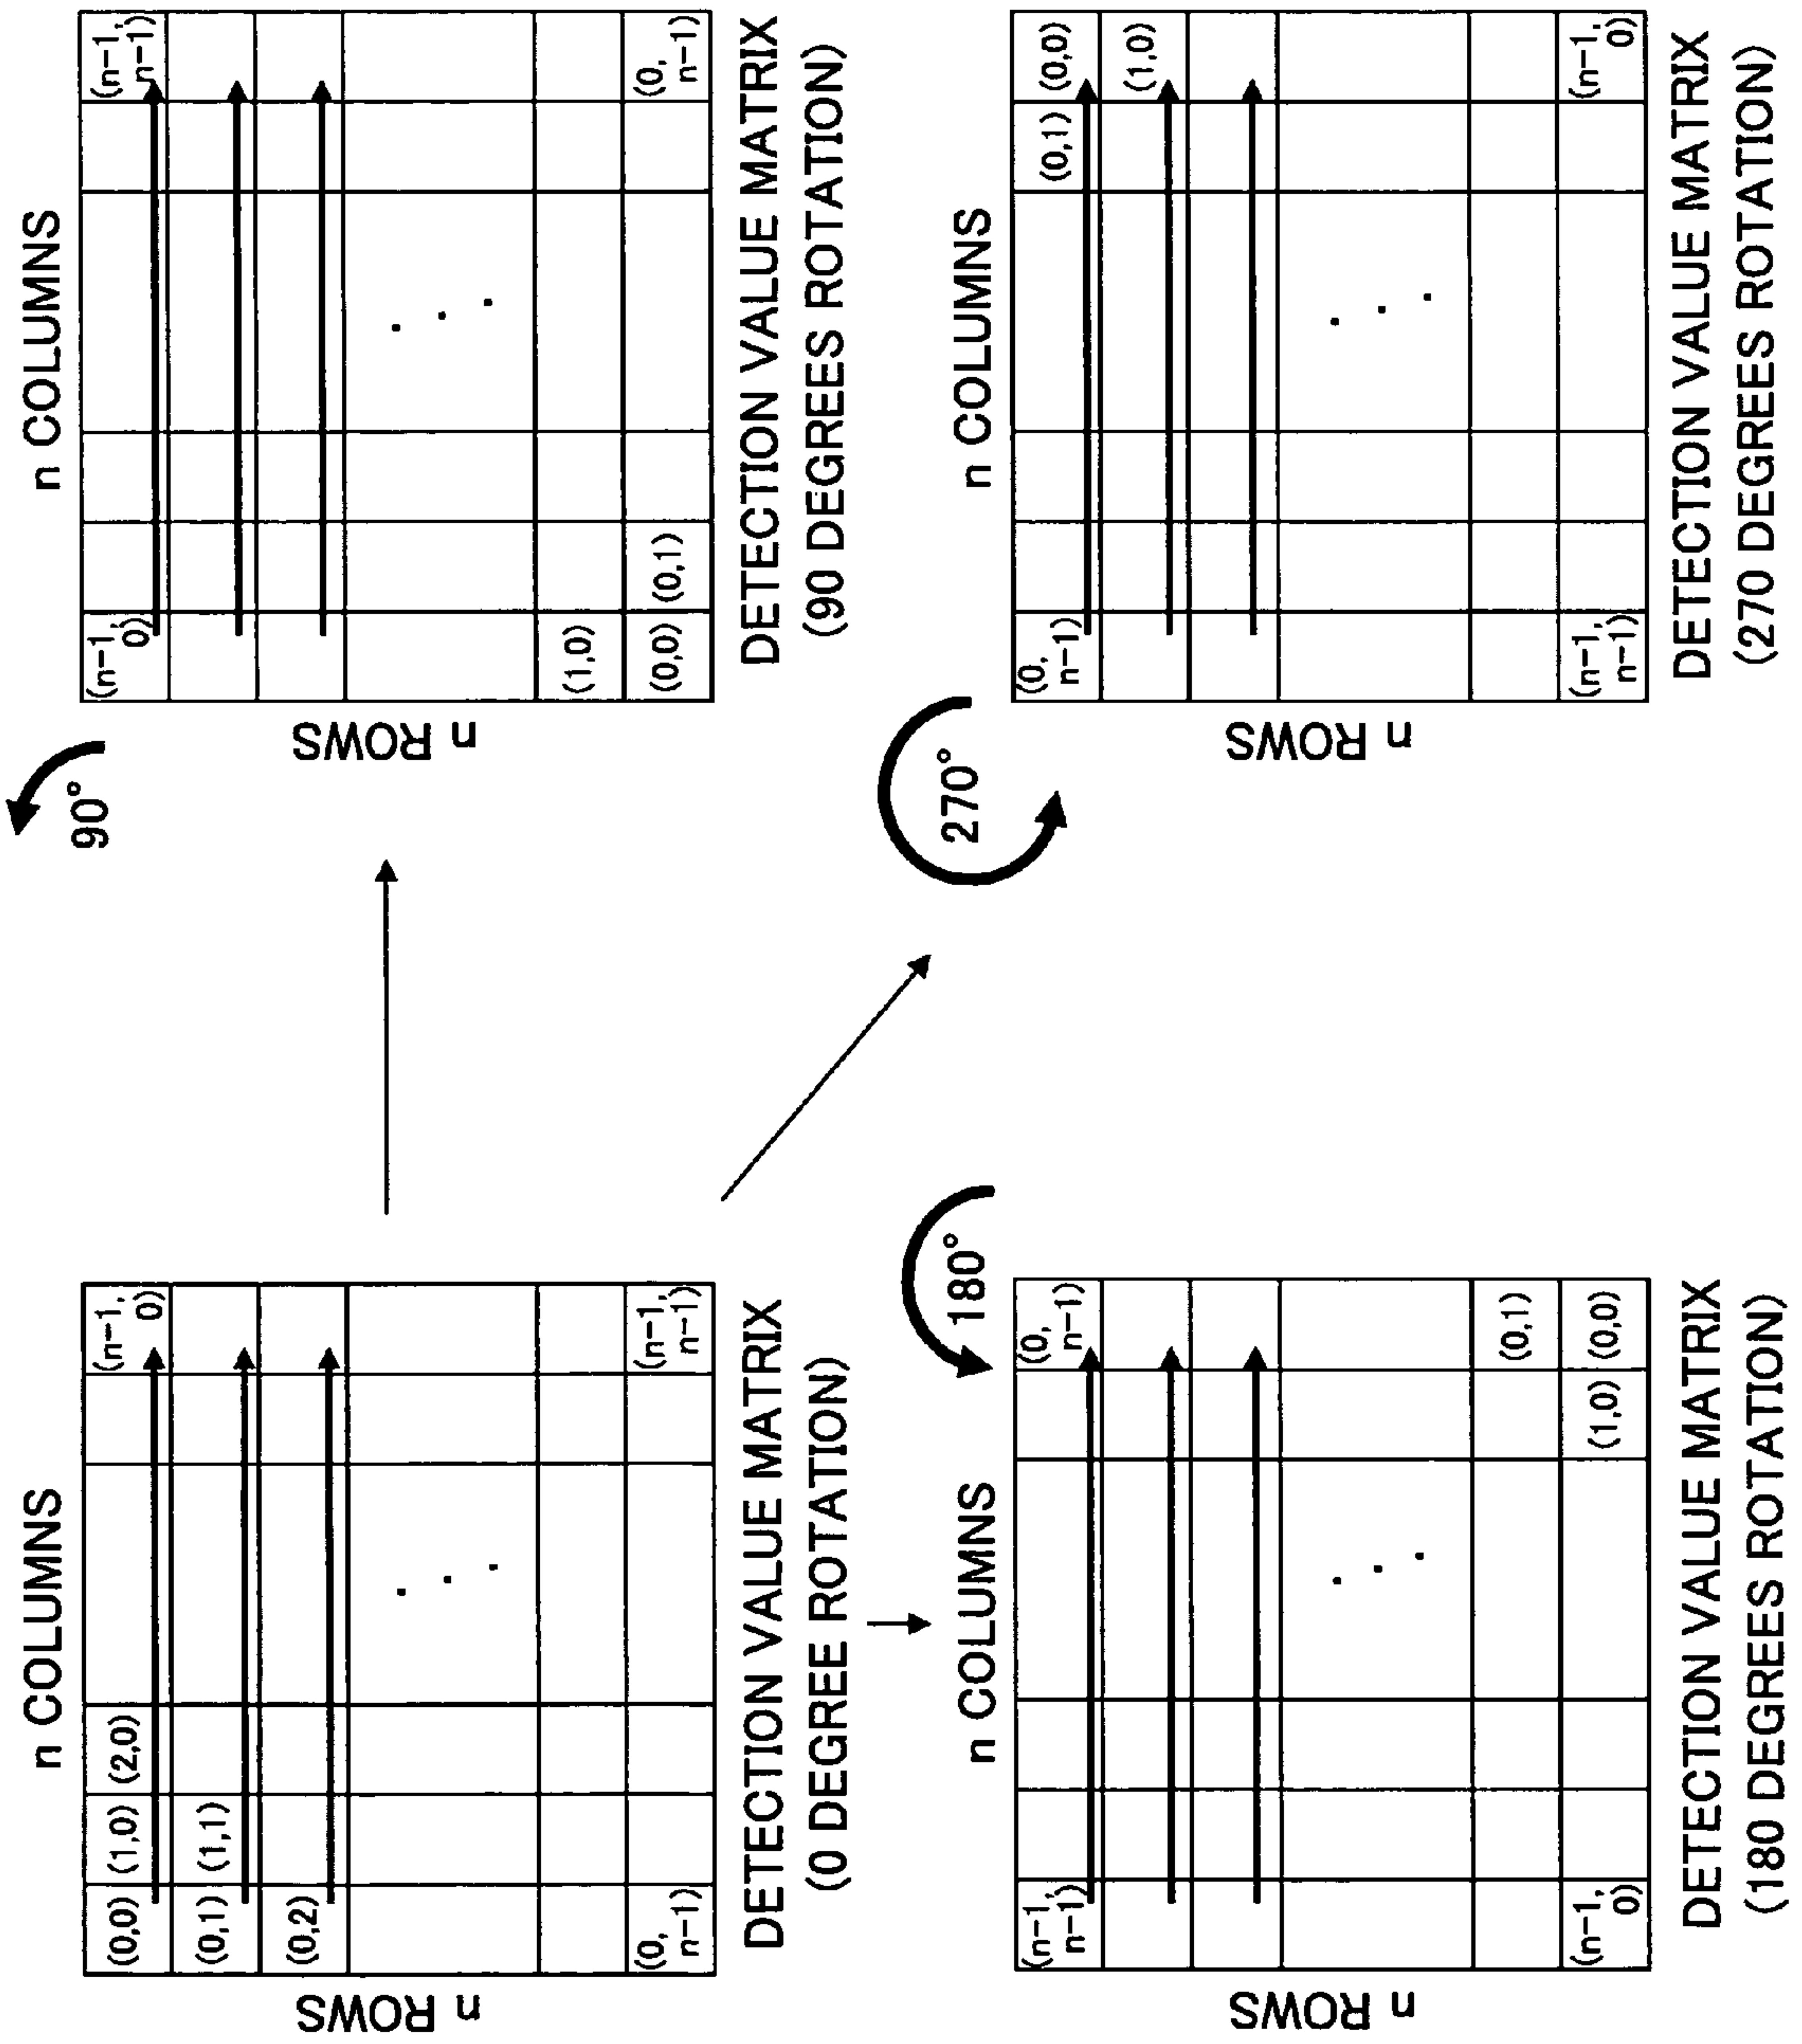 n COLUMNS
n ROWS
(0,0) (1,0) (2,0)
(n-1,
0)
(0,1) (1,1)
(0,2)
(0,
n-1)
(n-1,
n-1)
DETECTION VALUE MATRIX
(0 DEGREE ROTATION)
90°
n COLUMNS
n ROWS
(n-1,
0)
(n-1,
n-1)
(1,0)
(0,0) (0,1)
(0,
n-1)
DETECTION VALUE MATRIX
(90 DEGREES ROTATION)
180°
n COLUMNS
n ROWS
(n-1,
n-1)
(0,
n-1)
(0,1)
(n-1,
0)
(1,0) (0,0)
DETECTION VALUE MATRIX
(180 DEGREES ROTATION)
270°
n COLUMNS
n ROWS
(0,
n-1)
(0,1) (0,0)
(1,0)
(n-1,
n-1)
(n-1,
0)
DETECTION VALUE MATRIX
(270 DEGREES ROTATION)